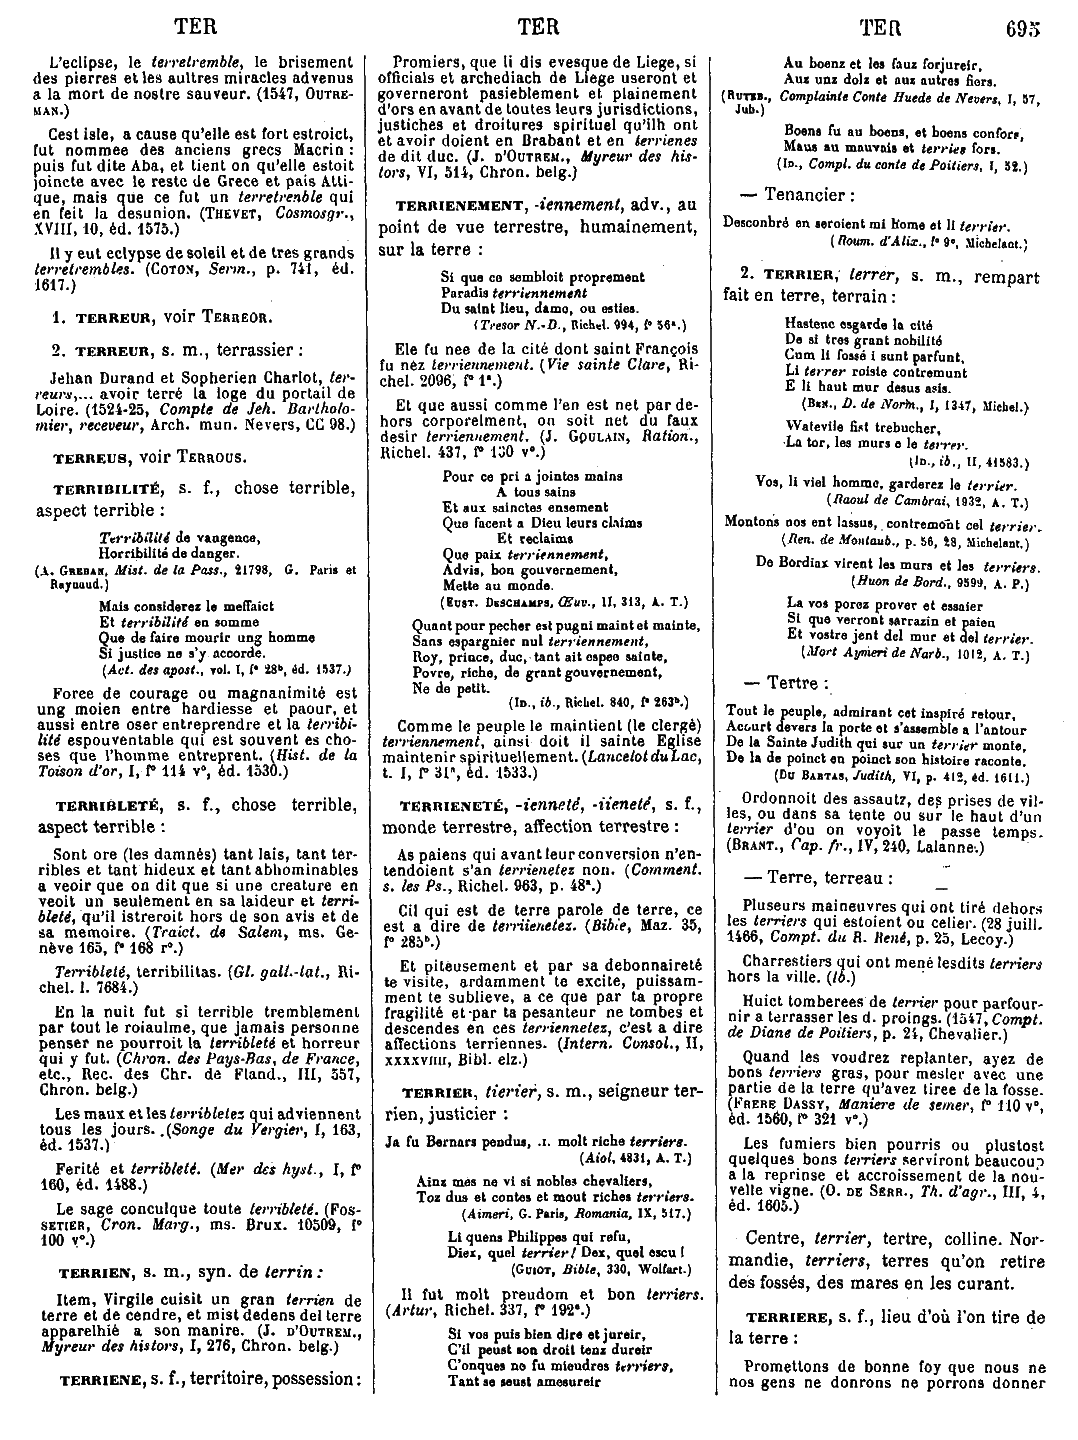 TER
TER
TER
695
L'eclipse, le terretremble, le brisement
des pierres et les aultres miracles advenus
a la mort de nostre sauveur. (1547, OUTRE-
MAN.)
Cest isle, a cause qu'elle est fort estroict,
fut nommee des anciens grecs Macrin :
puis fut dite Aba, et tient on qu'elle estoit
joincte avec le reste de Grece et pais Atti-
que, mais que ce fut un terretrenble qui
en feit la desunion. (THEVET, Cosmosgr.,
XVIII, 10, éd. 1575.)
Il y eut eclypse de soleil et de tres grands
terretrembles. (COTON, Serm., p. 741, éd.
1617.)
1. TERREUR, voir TERREOR.
2. TERREUR, s. m., terrassier :
Jehan Durand et Sopherien Charlot, ter-
reurs,... avoir terré la loge du portail de
Loire. (1524-25, Compte de Jeh. Bartholo-
mier, receveur, Arch. mun. Nevers, CC 98.)
TERREUS, voir TERROUS.
TERRIBILITÉ, s. f., chose terrible,
aspect terrible :
Terribilité de vangence,
Horribilité de danger.
(A. GREBAN, Mist. de la Pass., 21798, G. Paris et
Raynaud.)
Mais considerez le meffaict
Et terribilité en somme
Que de faire mourir ung homme
Si justice ne s'y accorde.
(Act. des apost., vol. I, f° 28ᵇ, éd. 1537.)
Force de courage ou magnanimité est
ung moien entre hardiesse et paour, et
aussi entre oser entreprendre et la terribi-
lité espouventable qui est souvent es cho-
ses que l'homme entreprent. (Hist. de la
Toison d'or, I, f° 114 v°, éd. 1530.)
TERRIBLETÉ, s. f., chose terrible,
aspect terrible :
Sont ore (les damnés) tant lais, tant ter-
ribles et tant hideux et tant abhominables
a veoir que on dit que si une creature en
veoit un seulement en sa laideur et terri-
bleté, qu'il istreroit hors de son avis et de
sa memoire. (Traict. de Salem, ms. Ge-
nève 165, f° 168 r°.)
Terribleté, terribilitas. (Gl. gall.-lat., Ri-
chel. l. 7684.)
En la nuit fut si terrible tremblement
par tout le roiaulme, que jamais personne
penser ne pourroit la terribleté et horreur
qui y fut. (Chron. des Pays-Bas, de France,
etc., Rec. des Chr. de Fland., III, 557,
Chron. belg.)
Les maux et les terribletez qui adviennent
tous les jours. (Songe du Vergier, I, 163,
éd. 1537.)
Ferité et terribleté. (Mer des hyst., I, f°
160, éd. 1488.)
Le sage conculque toute terribleté. (FOS-
SETIER, Cron. Marg., ms. Brux. 10509, f°
100 v°.)
TERRIEN, s. m., syn. de terrin :
Item, Virgile cuisit un gran terrien de
terre et de cendre, et mist dedens del terre
apparelhié a son manire. (J. D'OUTREM.,
Myreur des histors, I, 276, Chron. belg.)
TERRIENE, s. f., territoire, possession :
Promiers, que li dis evesque de Liege, si
officials et archediach de Liege useront et
governeront pasieblement et plainement
d'ors en avant de toutes leurs jurisdictions,
justiches et droitures spirituel qu'ilh ont
et avoir doient en Brabant et en terrienes
de dit duc. (J. D'OUTREM., Myreur des his-
tors, VI, 514, Chron. belg.)
TERRIENEMENT, -iennement, adv., au
point de vue terrestre, humainement,
sur la terre :
Si que ce sembloit proprement
Paradis terriennement
Du saint lieu, dame, ou esties.
(Tresor N.-D., Richel. 994, f° 56ᵃ.)
Ele fu nee de la cité dont saint François
fu nez terriennement. (Vie sainte Clare, Ri-
chel. 2096, f° 1ᵃ.)
Et que aussi comme l'en est net par de-
hors corporelment, on soit net du faux
desir terriennement. (J. GOULAIN, Ration.,
Richel. 437, f° 130 v°.)
Pour ce pri a jointes mains
A tous sains
Et aux sainctes ensement
Que facent a Dieu leurs claims
Et reclaims
Que paix terriennement,
Advis, bon gouvernement,
Mette au monde.
(EUST. DESCHAMPS, Œuv., II, 313, A. T.)
Quant pour pecher est pugni maint et mainte,
Sans espargnier nul terriennement,
Roy, prince, duc, tant ait espee sainte,
Povre, riche, de grant gouvernement,
Ne de petit.
(ID., ib., Richel. 840, f° 263ᵇ.)
Comme le peuple le maintient (le clergé)
terriennement, ainsi doit il sainte Eglise
maintenir spirituellement. (Lancelot du Lac,
t. I, f° 31ᵃ, éd. 1533.)
TERRIENETÉ, -ienneté, -iieneté, s. f.,
monde terrestre, affection terrestre :
As paiens qui avant leur conversion n'en-
tendoient s'an terrienetez non. (Comment.
s. les Ps., Richel. 963, p. 48ᵃ.)
Cil qui est de terre parole de terre, ce
est a dire de terriienetez. (Bible, Maz. 35,
f° 285ᵇ.)
Et piteusement et par sa debonnaireté
te visite, ardamment te excite, puissam-
ment te sublieve, a ce que par ta propre
fragilité et par ta pesanteur ne tombes et
descendes en ces terriennetez, c'est a dire
affections terriennes. (Intern. Consol., II,
XXXXVIIII, Bibl. elz.)
TERRIER, tierier, s. m., seigneur ter-
rien, justicier :
Ja fu Bernars pendus, .I. molt riche terriers.
(Aiol, 4831, A. T.)
Ainz mes ne vi si nobles chevaliers,
Toz dus et contes et mout riches terriers.
(Aimeri, G. Paris, Romania, IX, 517.)
Li quens Philippes qui refu,
Diex, quel terrier! Dex, quel escu!
(GUIOT, Bible, 330, Wolfart.)
Il fut molt preudom et bon terriers.
(Artur, Richel. 337, f° 192ᵃ.)
Si vos puis bien dire et jureir,
C'il peust son droit tenz dureir
C'onques ne fu mieudres terriers,
Tant se seust amesureir
Au boenz et les faux forjureir,
Aux unz dolz et aux autres fiers.
(RUTEB., Complainte Conte Huede de Nevers, I, 57,
Jub.)
Boens fu au boens, et boens confors,
Maus au mauvais et terries fors.
(ID., Compl. du conte de Poitiers, I, 52.)
— Tenancier :
Desconbré en seroient mi home et li terrier.
(Roum. d'Alix., f° 9ᵃ, Michelant.)
2. TERRIER, terrer, s. m., rempart
fait en terre, terrain :
Hastenc esgarde la cité
De si tres grant nobilité
Cum li fossé i sunt parfunt,
Li terrer roiste contremunt
E li haut mur desus asis.
(BEN., D. de Norm., I, 1347, Michel.)
Watevile fist trebucher,
La tor, les murs e le terrer.
(ID., ib., II, 41583.)
Vos, li viel homme, garderez le terrier.
(Raoul de Cambrai, 1932, A. T.)
Montons nos ent lassus, contremont cel terrier.
(Ren. de Montaub., p. 56, 28, Michelant.)
De Bordiax virent les murs et les terriers.
(Huon de Bord., 9599, A. P.)
La vos porez prover et essaier
Si que verront sarrazin et paien
Et vostre jent del mur et del terrier.
(Mort Aymeri de Narb., 1012, A. T.)
— Tertre :
Tout le peuple, admirant cet inspiré retour,
Accourt devers la porte et s'assemble a l'antour
De la Sainte Judith qui sur un terrier monte,
De la de poinct en poinct son histoire raconte.
(DU BARTAS, Judith, VI, p. 412, éd. 1611.)
Ordonnoit des assautz, des prises de vil-
les, ou dans sa tente ou sur le haut d'un
terrier d'ou on voyoit le passe temps.
(BRANT., Cap. fr., IV, 240, Lalanne.)
— Terre, terreau :
Pluseurs maineuvres qui ont tiré dehors
les terriers qui estoient ou celier. (28 juill.
1466, Compt. du R. René, p. 25, Lecoy.)
Charrestiers qui ont mené lesdits terriers
hors la ville. (Ib.)
Huict tomberees de terrier pour parfour-
nir a terrasser les d. proings. (1547, Compt.
de Diane de Poitiers, p. 24, Chevalier.)
Quand les voudrez replanter, ayez de
bons terriers gras, pour mesler avec une
partie de la terre qu'avez tiree de la fosse.
(FRERE DASSY, Maniere de semer, f° 110 v°,
éd. 1560, f° 321 v°.)
Les fumiers bien pourris ou plustost
quelques bons terriers serviront beaucoup
a la reprinse et accroissement de la nou-
velle vigne. (O. DE SERR., Th. d'agr., III, 4,
éd. 1605.)
Centre, terrier, tertre, colline. Nor-
mandie, terriers, terres qu'on retire
des fossés, des mares en les curant.
TERRIERE, s. f., lieu d'où l'on tire de
la terre :
Promettons de bonne foy que nous ne
nos gens ne donrons ne porrons donner